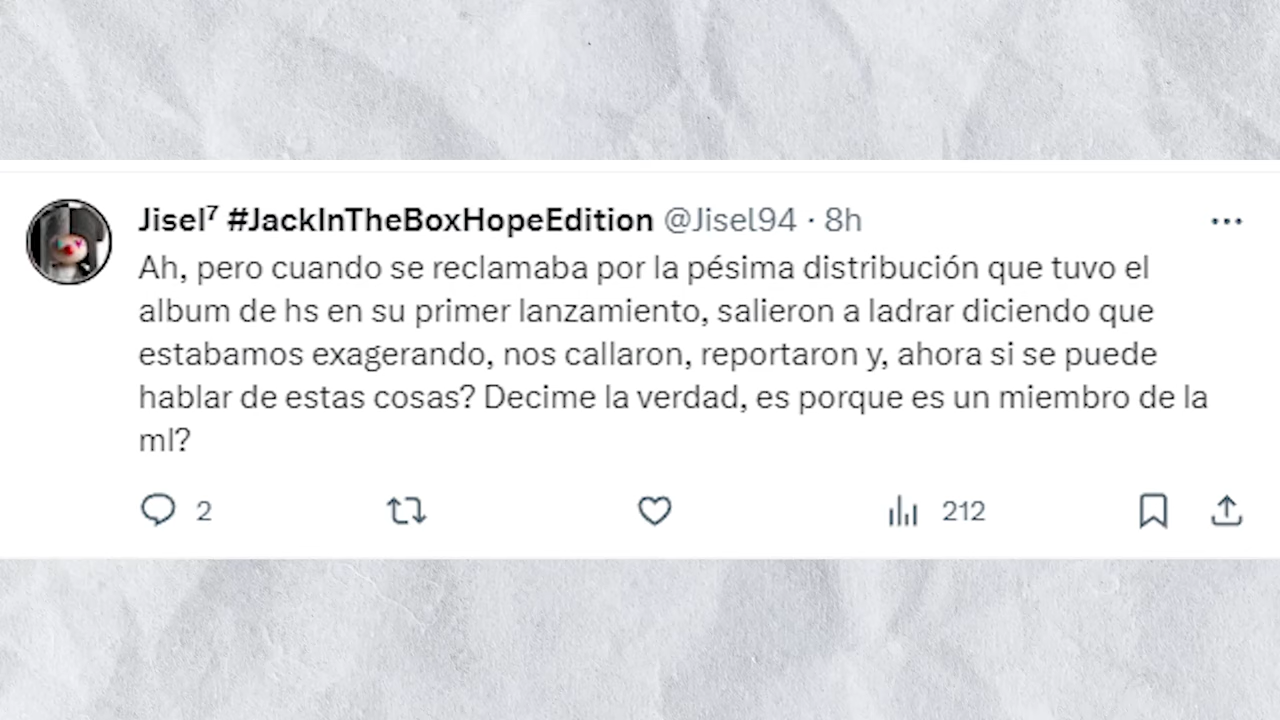 Jisel⁷ #JackInTheBoxHopeEdition @Jisel94 · 8h
Ah, pero cuando se reclamaba por la pésima distribución que tuvo el
album de hs en su primer lanzamiento, salieron a ladrar diciendo que
estabamos exagerando, nos callaron, reportaron y, ahora si se puede
hablar de estas cosas? Decime la verdad, es porque es un miembro de la
ml?
2 212